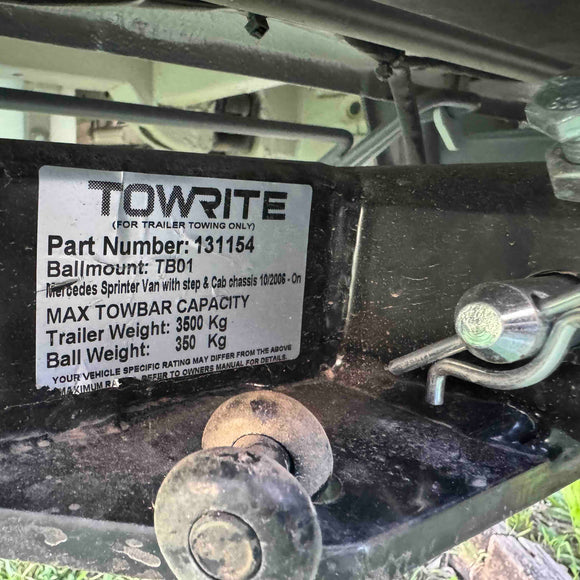 TOWRITE
(FOR TRAILER TOWING ONLY)
Part Number: 131154
Ballmount: TB01
Mercedes Sprinter Van with step & Cab chassis 10/2006 - On
MAX TOWBAR CAPACITY
Trailer Weight: 3500 Kg
Ball Weight: 350 Kg
YOUR VEHICLE SPECIFIC RATING MAY DIFFER FROM THE ABOVE
MAXIMUM REFER TO OWNERS MANUAL FOR DETAILS.